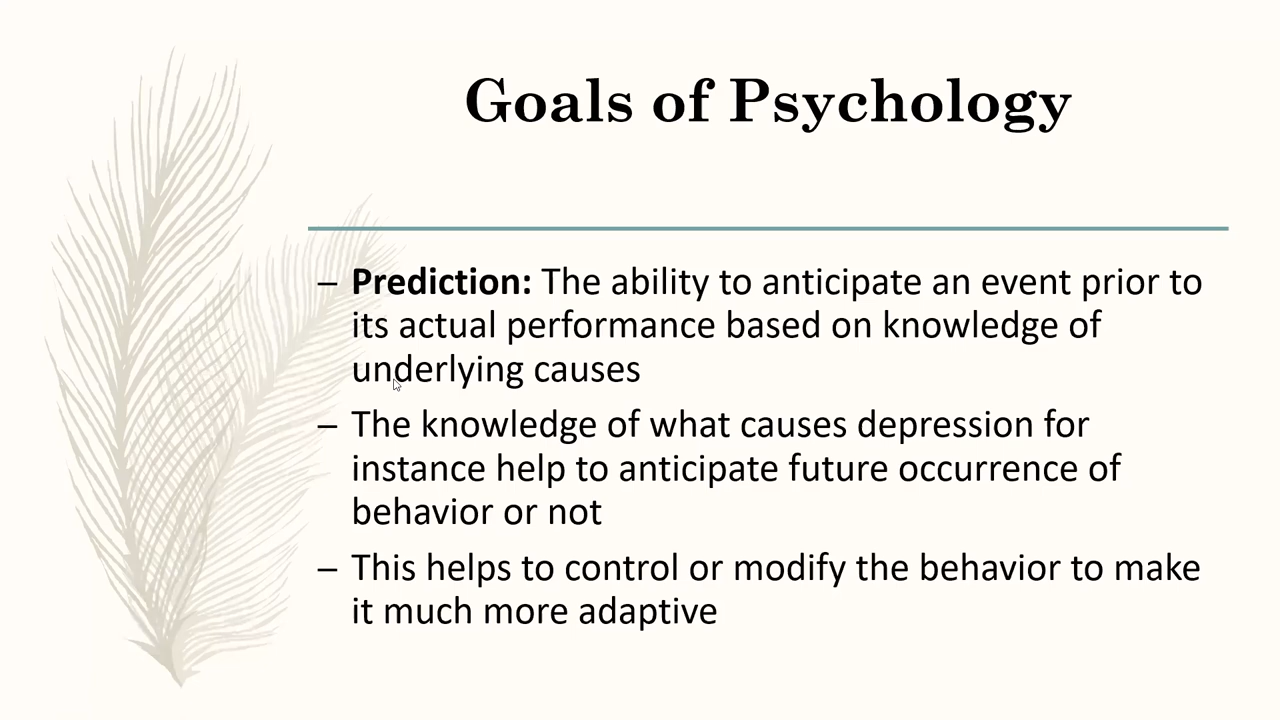 Goals of Psychology
– Prediction: The ability to anticipate an event prior to
its actual performance based on knowledge of
underlying causes
– The knowledge of what causes depression for
instance help to anticipate future occurrence of
behavior or not
– This helps to control or modify the behavior to make
it much more adaptive